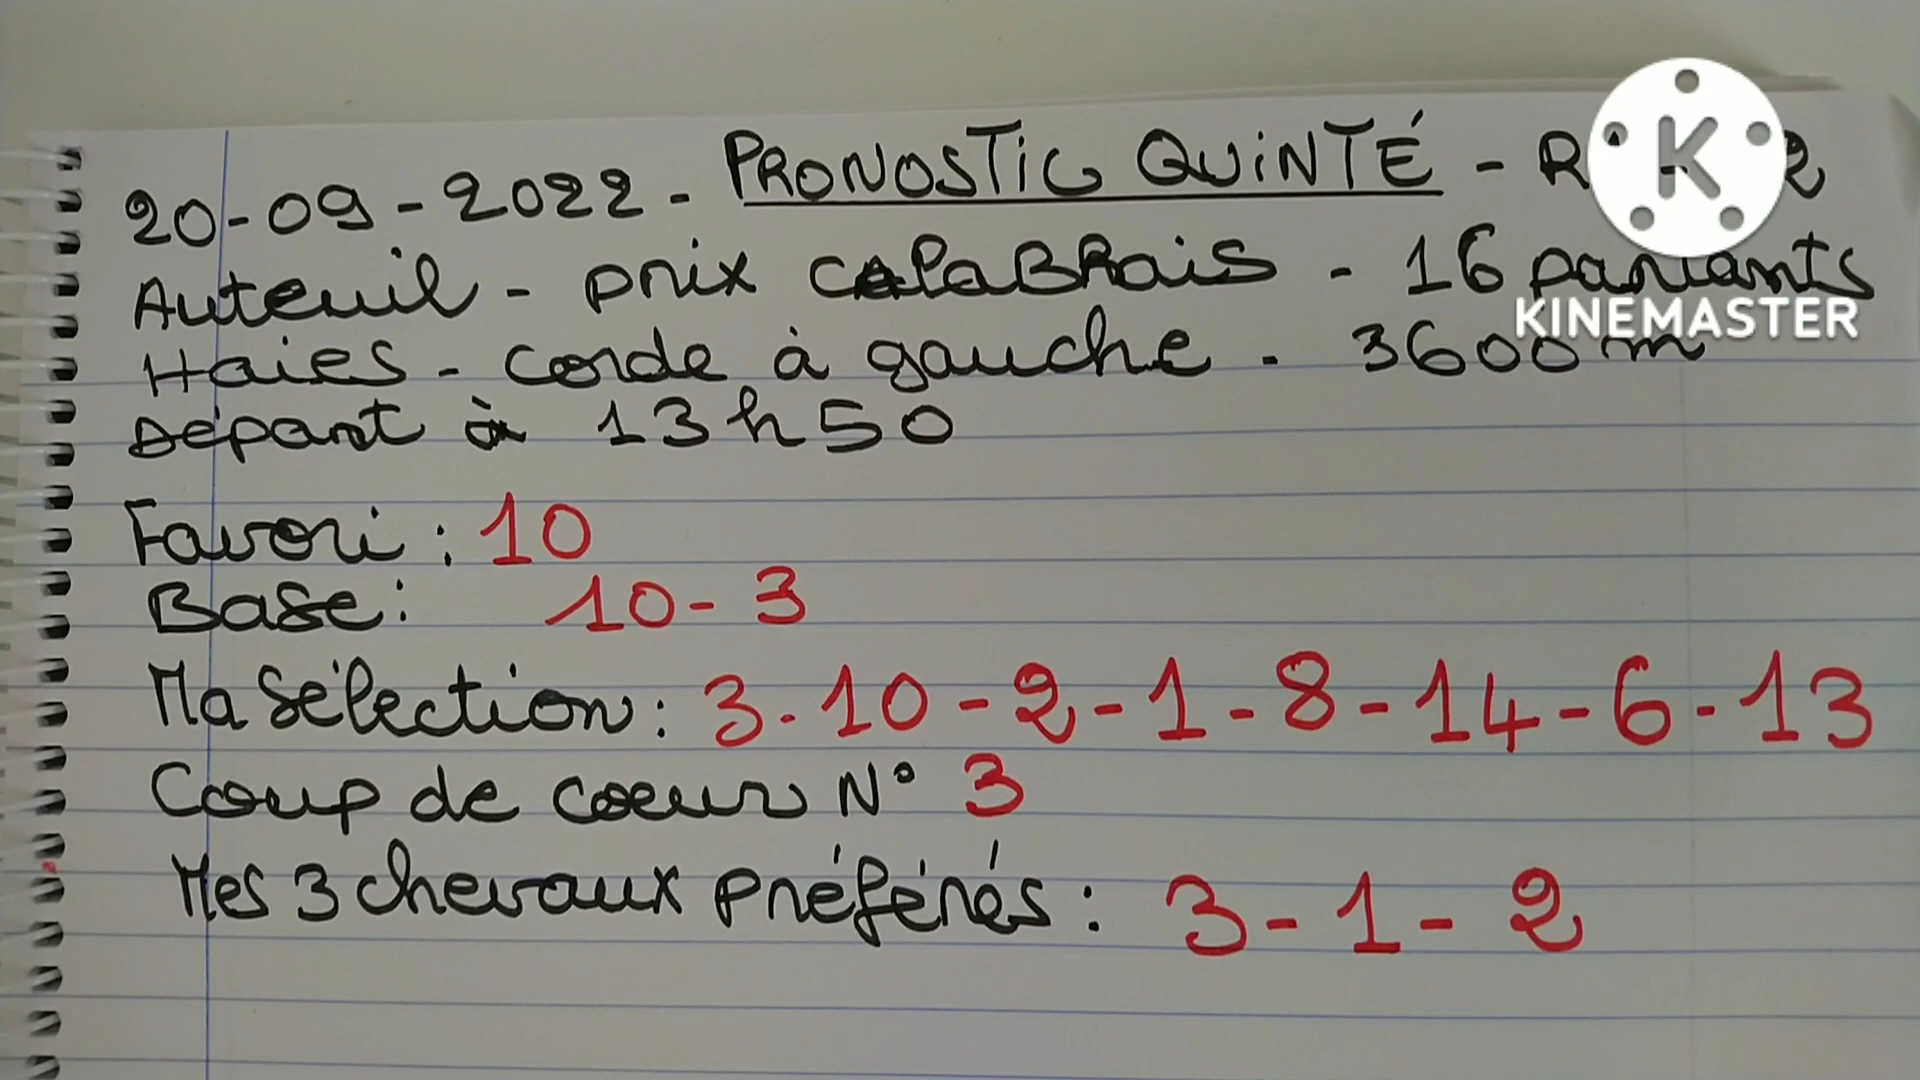 20-09-2022 - PRONOSTIC QUINTÉ -
Auteuil - prix CALABRais - 16 partants
KINEMASTER
Haies - corde à gauche - 3600 m
Départ à 13h50
Favori : 10
Base : 10 - 3
Ma Sélection : 3 - 10 - 2 - 1 - 8 - 14 - 6 - 13
Coup de coeur N° 3
Mes 3 chevaux préférés : 3 - 1 - 2